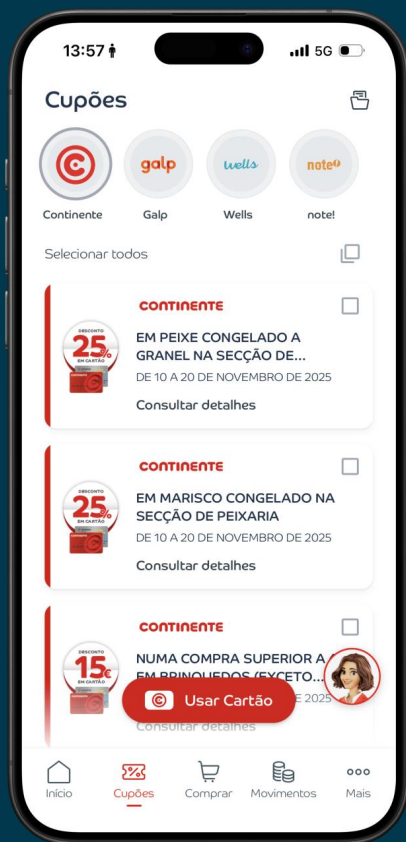 13:57
5G
Cupões
galp
wells
note!
Continente
Galp
Wells
note!
Selecionar todos
CONTINENTE
DESCONTO
25%
EM CARTÃO
EM PEIXE CONGELADO A
GRANEL NA SECÇÃO DE...
DE 10 A 20 DE NOVEMBRO DE 2025
Consultar detalhes
CONTINENTE
DESCONTO
25%
EM CARTÃO
EM MARISCO CONGELADO NA
SECÇÃO DE PEIXARIA
DE 10 A 20 DE NOVEMBRO DE 2025
Consultar detalhes
CONTINENTE
DESCONTO
15€
EM CARTÃO
NUMA COMPRA SUPERIOR A
EM BRINQUEDOS (EXCETO...
DE 2025
Usar Cartão
Consultar detalhes
Início
Cupões
Comprar
Movimentos
Mais